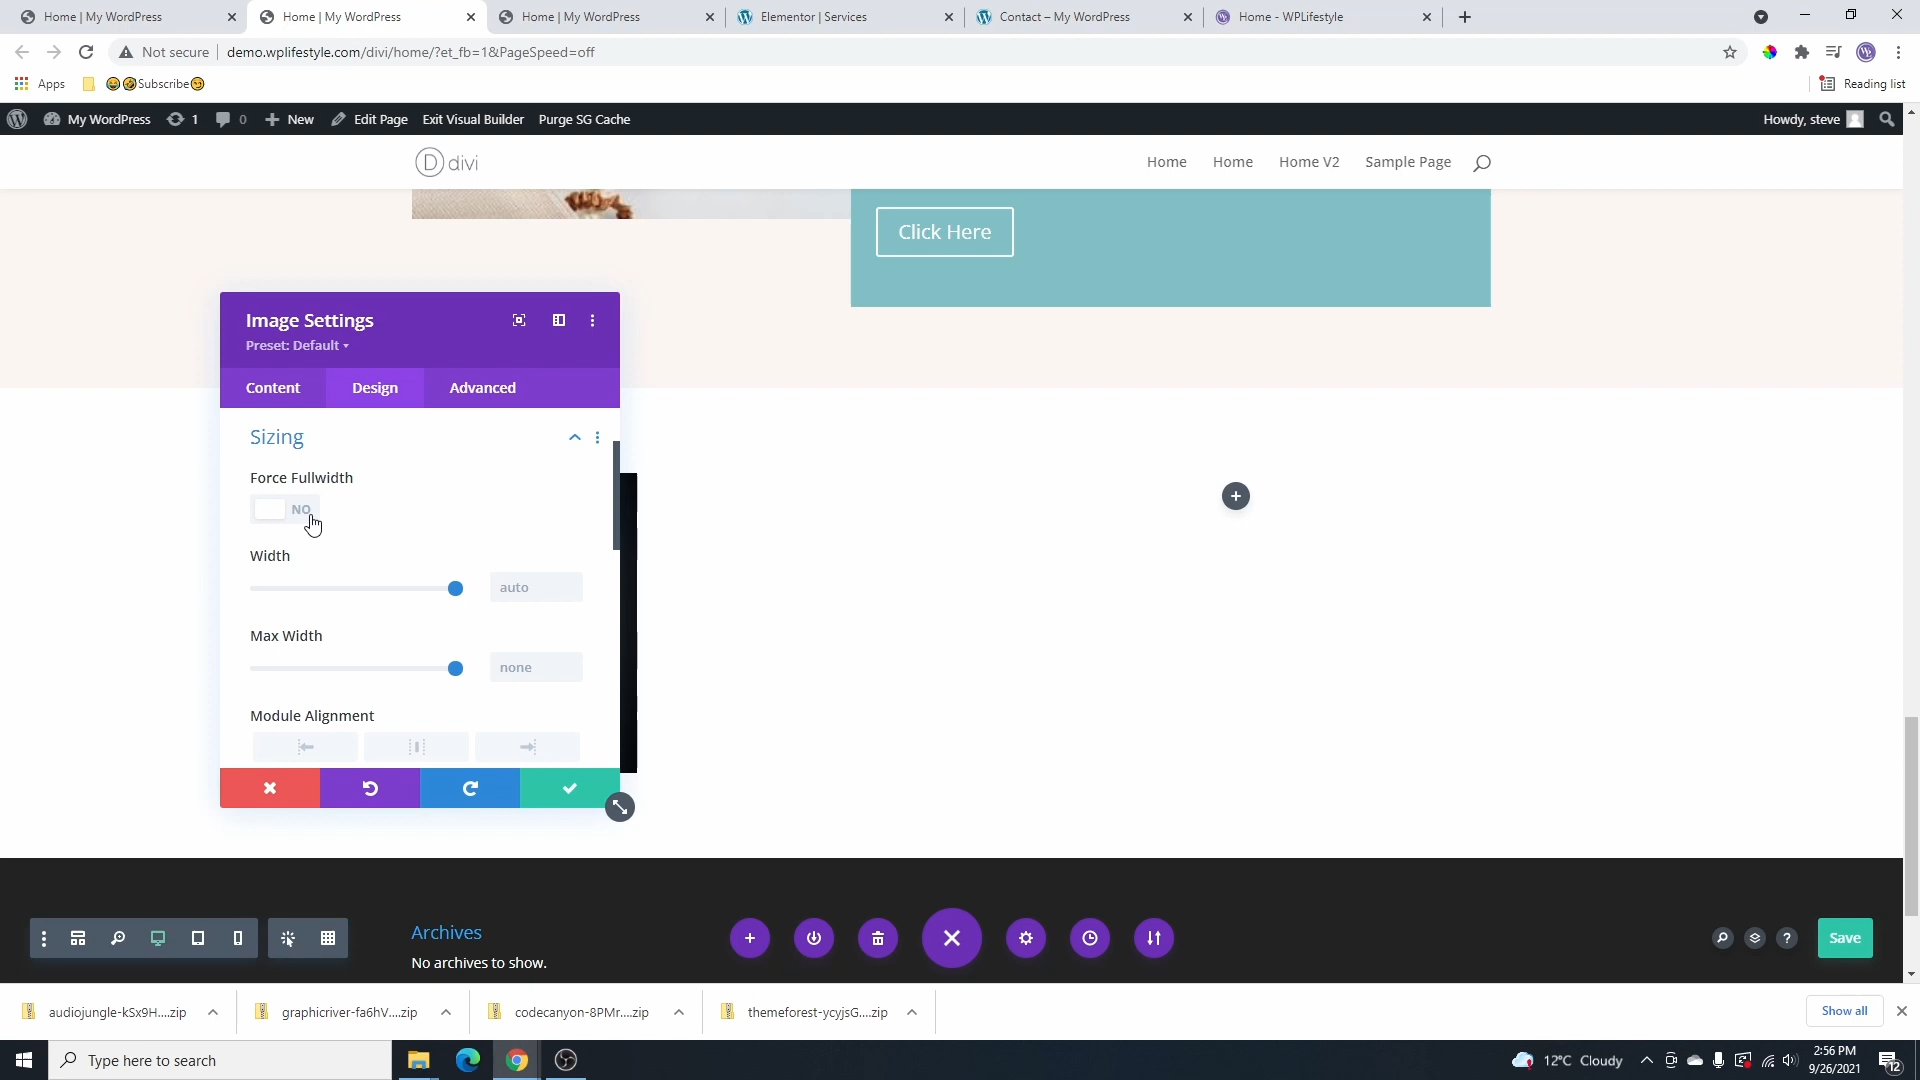 Home | My WordPress
Home | My WordPress
Home | My WordPress
Elementor | Services
Contact – My WordPress
Home - WPLifestyle
Not secure
demo.wplifestyle.com/divi/home/?et_fb=1&PageSpeed=off
Apps
😂🤣Subscribe😏
Reading list
My WordPress
1
0
New
Edit Page
Exit Visual Builder
Purge SG Cache
Howdy, steve
D divi
Home
Home
Home V2
Sample Page
Click Here
Image Settings
Preset: Default
Content
Design
Advanced
Sizing
Force Fullwidth
NO
Width
auto
Max Width
none
Module Alignment
Archives
No archives to show.
Save
audiojungle-kSx9H....zip
graphicriver-fa6hV....zip
codecanyon-8PMr....zip
themeforest-ycyjsG....zip
Show all
Type here to search
12°C Cloudy
2:56 PM
9/26/2021
12